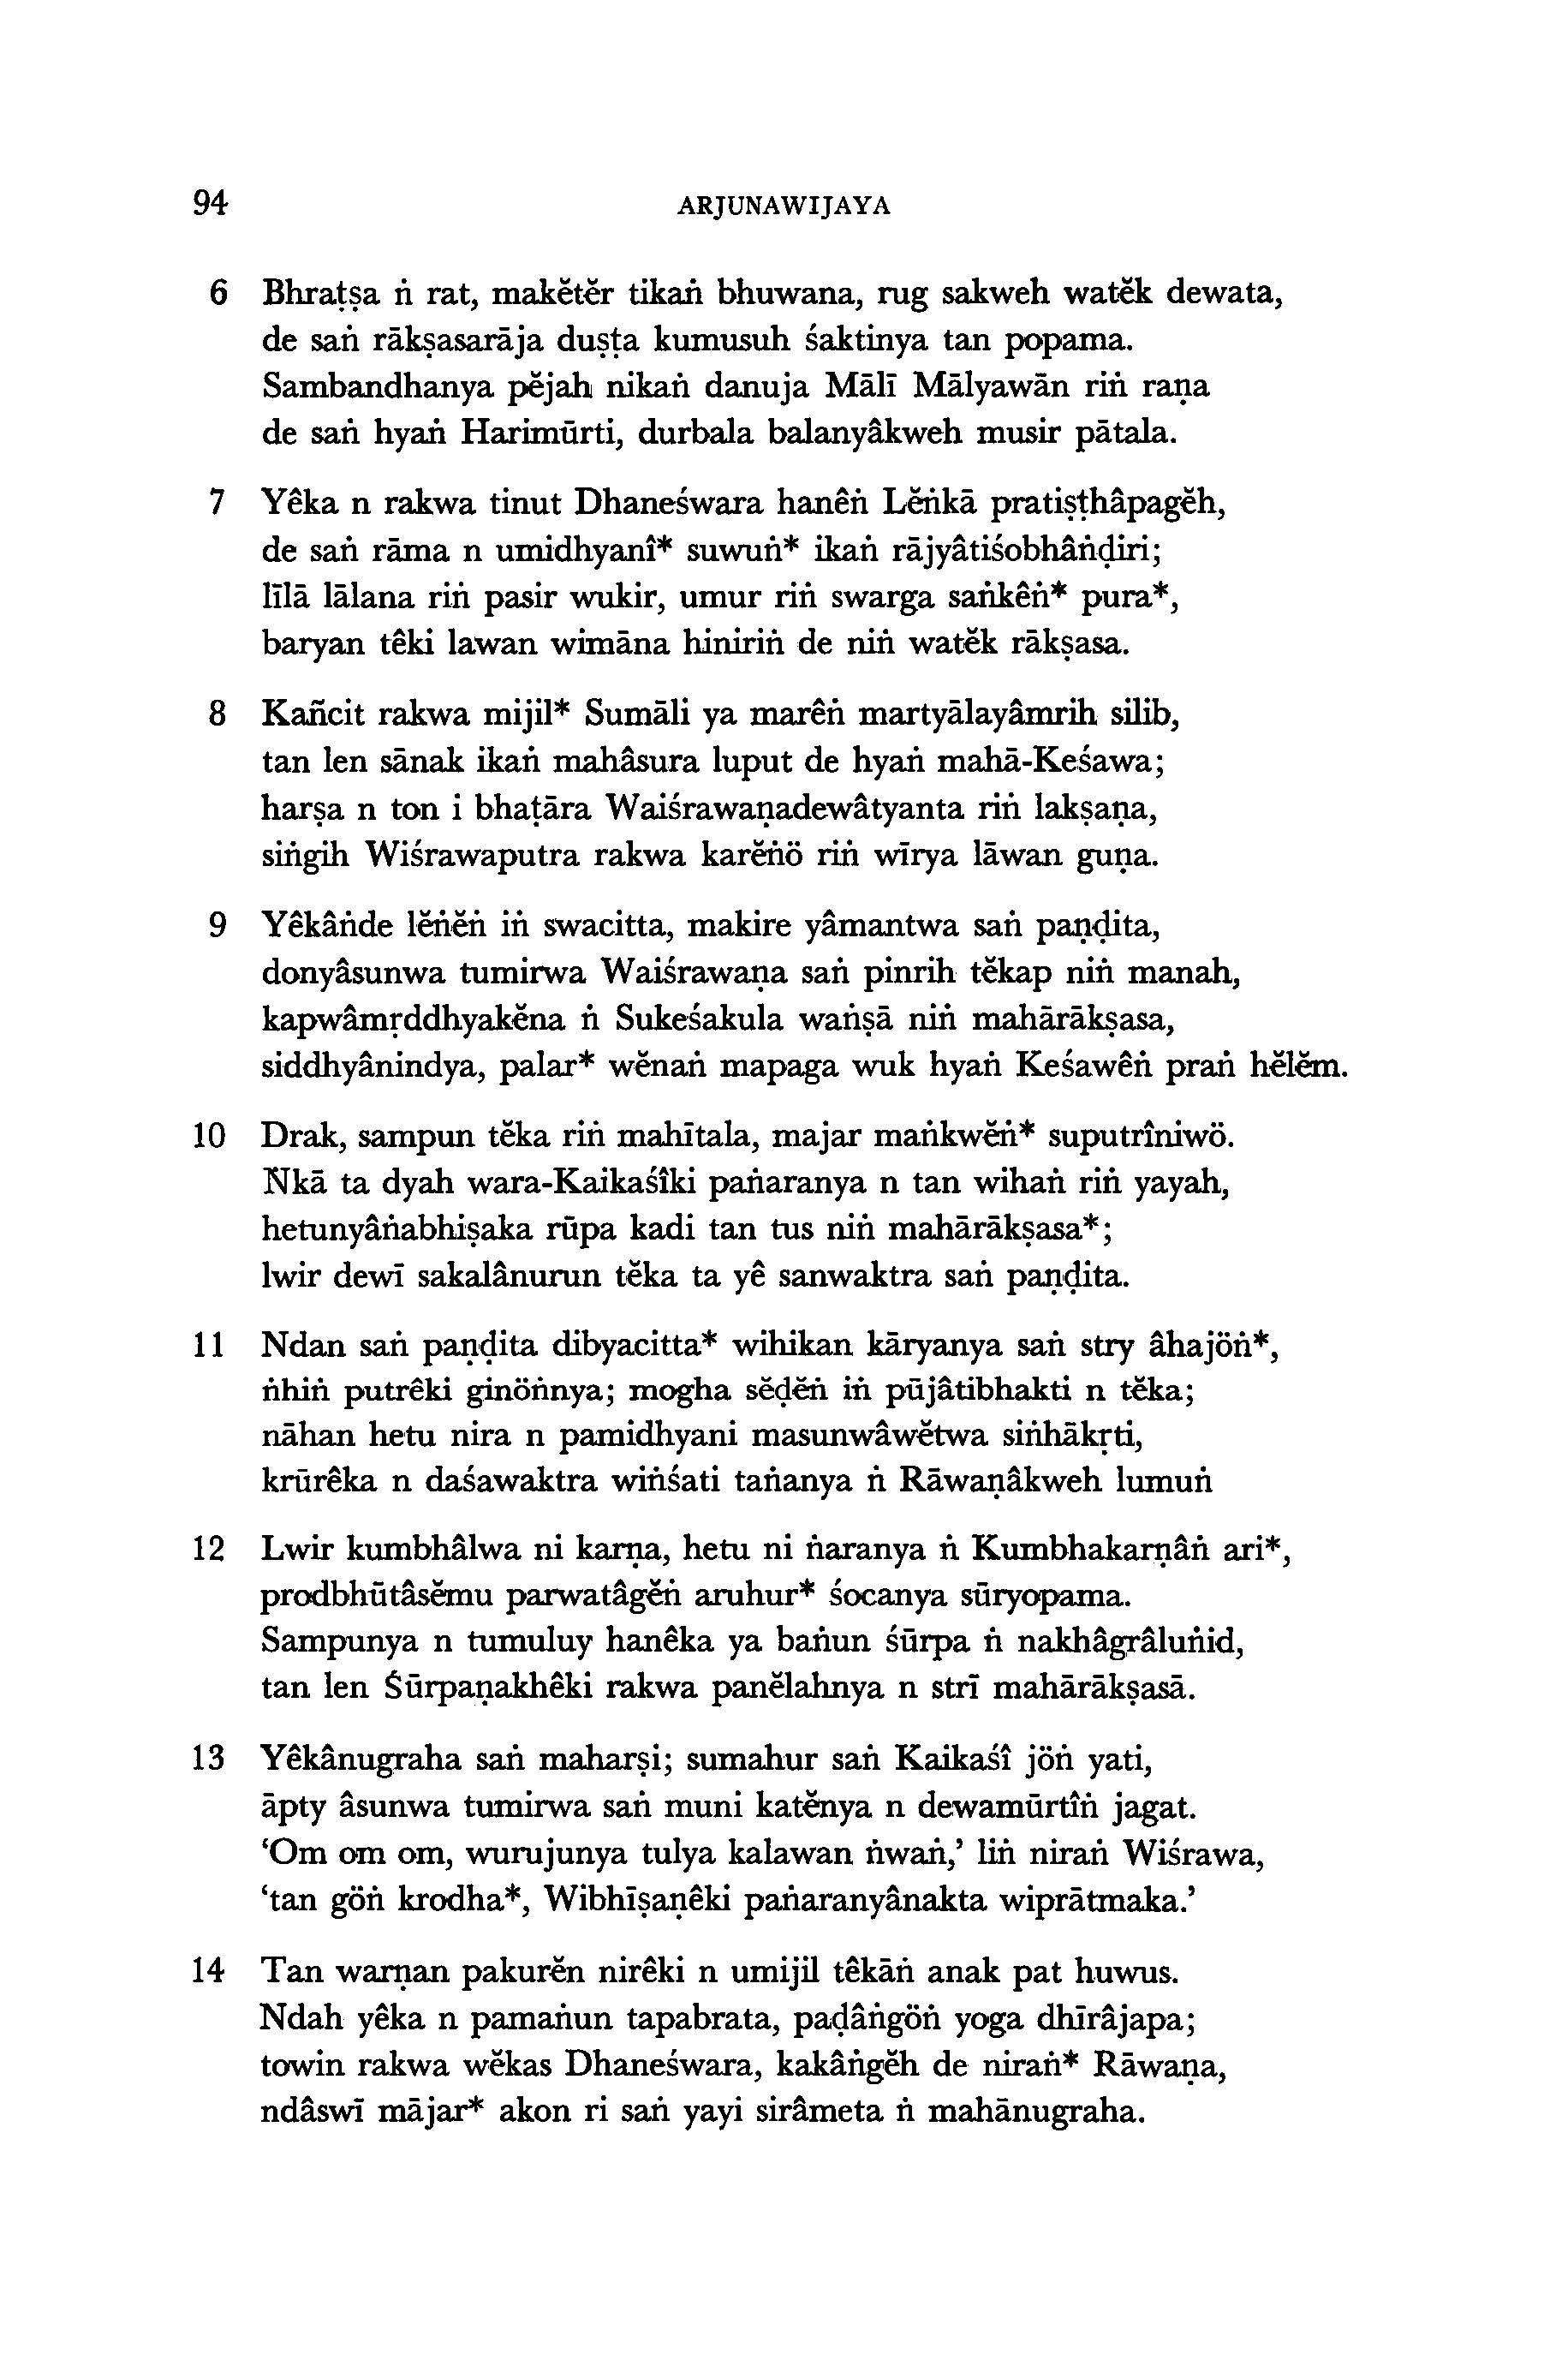 94 ARJUNAWIJAYA
6 Bhraṭṣa ṅ rat, makĕtĕr tikaṅ bhuwana, rug sakweh watĕk dewata,
de saṅ rākṣasarāja duṣṭa kumusuh śaktinya tan popama.
Sambandhanya pĕjah nikaṅ danuja Mālī Mālyawān riṅ raṇa
de saṅ hyaṅ Harimūrti, durbala balanyâkweh musir pātala.
7 Yêka n rakwa tinut Dhaneśwara hanêṅ Lĕṅkā pratiṣṭhâpagĕh,
de saṅ rāma n umidhyanî* suwuṅ* ikaṅ rājyâtiśobhâṅḍiri;
līlā lālana riṅ pasir wukir, umur riṅ swarga saṅkêṅ* pura*,
baryan têki lawan wimāna hiniriṅ de niṅ watĕk rākṣasa.
8 Kañcit rakwa mijil* Sumāli ya marêṅ martyālayâmrih silib,
tan len sānak ikaṅ mahâsura luput de hyaṅ mahā-Keśawa;
harṣa n ton i bhaṭāra Waiśrawaṇadewâtyanta riṅ lakṣaṇa,
siṅgih Wiśrawaputra rakwa karĕṅö riṅ wīrya lāwan guṇa.
9 Yêkâṅde lĕṅĕṅ iṅ swacitta, makire yâmantwa saṅ paṇḍita,
donyâsunwa tumirwa Waiśrawaṇa saṅ pinrih tĕkap niṅ manah,
kapwâmṛddhyakĕna ṅ Sukeśakula waṅṣā niṅ mahārākṣasa,
siddhyânindya, palar* wĕnaṅ mapaga wuk hyaṅ Keśawêṅ praṅ hĕlĕm.
10 Drak, sampun tĕka riṅ mahītala, majar maṅkwĕṅ* suputrîniwö.
Ṅkā ta dyah wara-Kaikaśîki paṅaranya n tan wihaṅ riṅ yayah,
hetunyâṅabhiṣaka rūpa kadi tan tus niṅ mahārākṣasa*;
lwir dewī sakalânurun tĕka ta yê sanwaktra saṅ paṇḍita.
11 Ndan saṅ paṇḍita dibyacitta* wihikan kāryanya saṅ stry âhajöṅ*,
ṅhiṅ putrêki ginöṅnya; mogha sĕḍĕṅ iṅ pūjâtibhakti n tĕka;
nāhan hetu nira n pamidhyani masunwâwĕtwa siṅhākṛti,
krūrêka n daśawaktra wiṅśati taṅanya ṅ Rāwaṇâkweh lumuṅ
12 Lwir kumbhâlwa ni karṇa, hetu ni ṅaranya ṅ Kumbhakarṇâṅ ari*,
prodbhūtâsĕmu parwatâgĕṅ aruhur* śocanya sūryopama.
Sampunya n tumuluy hanêka ya baṅun śūrpa ṅ nakhâgrâluṅid,
tan len Śūrpaṇakhêki rakwa panĕlahnya n strī mahārākṣasā.
13 Yêkânugraha saṅ maharṣi; sumahur saṅ Kaikaśî jöṅ yati,
āpty âsunwa tumirwa saṅ muni katĕnya n dewamūrtîṅ jagat.
‘Om om om, wurujunya tulya kalawan ṅwaṅ,’ liṅ niraṅ Wiśrawa,
‘tan göṅ krodha*, Wibhīṣaṇêki paṅaranyânakta wiprātmaka.’
14 Tan warṇan pakurĕn nirêki n umijil têkāṅ anak pat huwus.
Ndah yêka n pamaṅun tapabrata, paḍâṅgöṅ yoga dhīrâjapa;
towin rakwa wĕkas Dhaneśwara, kakâṅgĕh de niraṅ* Rāwaṇa,
ndâswī mājar* akon ri saṅ yayi sirâmeta ṅ mahānugraha.